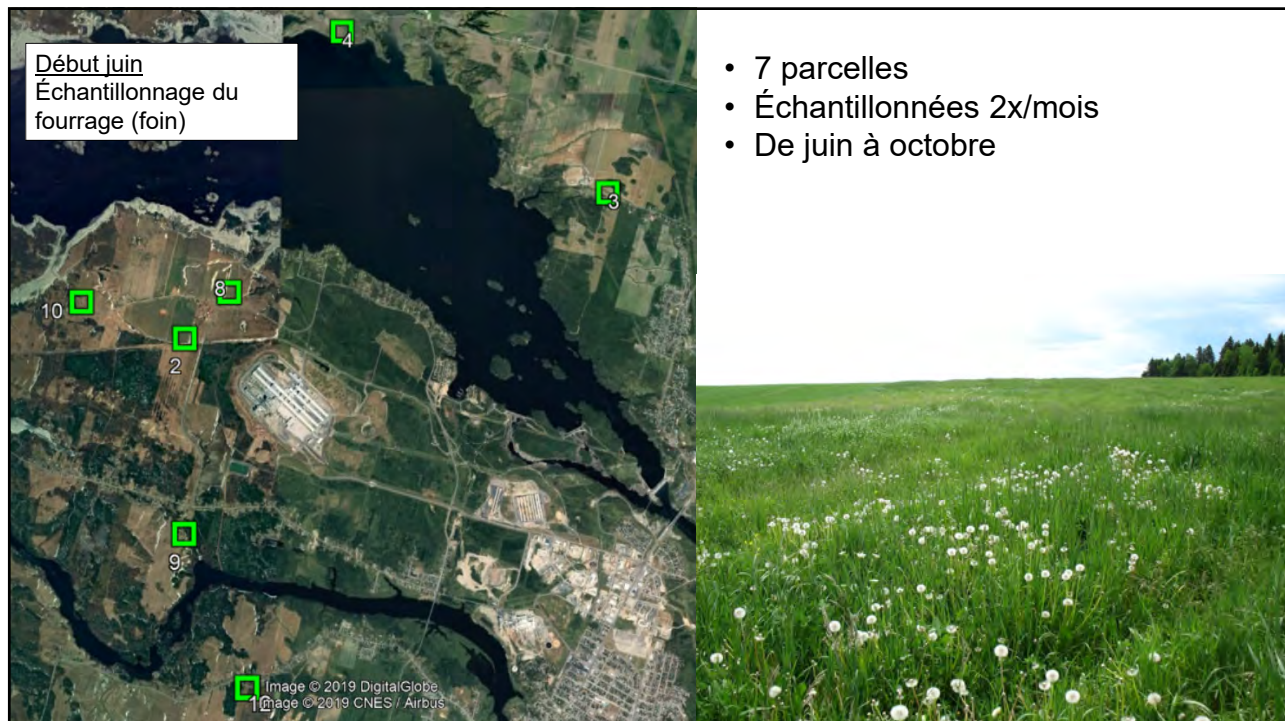 Début juin
Échantillonnage du
fourrage (foin)
4
3
8
10
2
9
12
Image © 2019 DigitalGlobe
Image © 2019 CNES / Airbus
• 7 parcelles
• Échantillonnées 2x/mois
• De juin à octobre